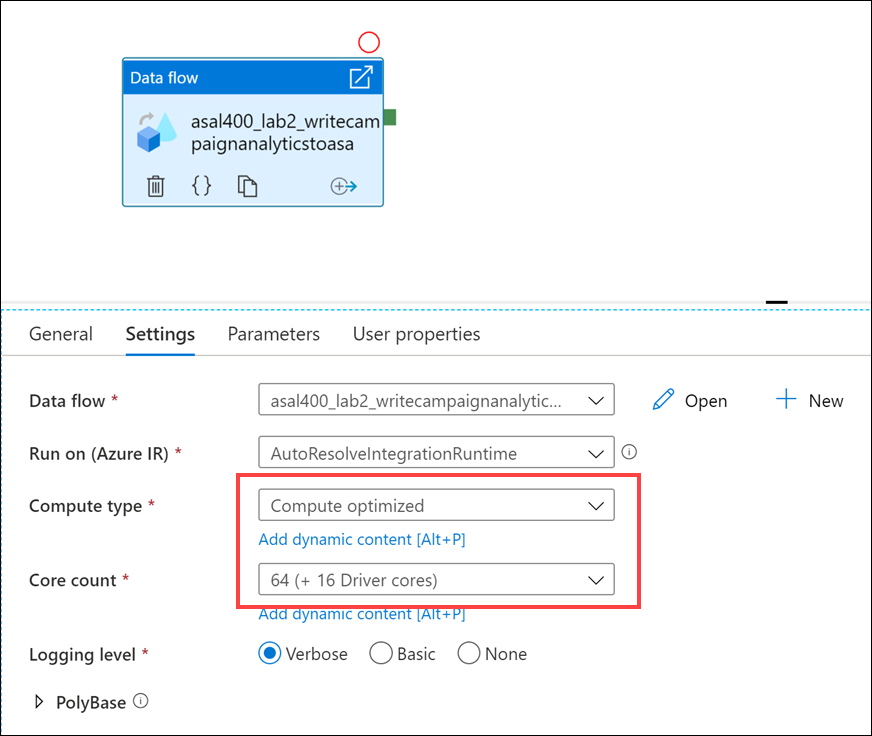 Data flow
asal400_lab2_writecam
paignanalyticstoasa
{}
General Settings Parameters User properties
Data flow * asal400_lab2_writecampaignanalytic... Open New
Run on (Azure IR) * AutoResolveIntegrationRuntime
Compute type * Compute optimized
Add dynamic content [Alt+P]
Core count * 64 (+ 16 Driver cores)
Add dynamic content [Alt+P]
Logging level * Verbose Basic None
PolyBase